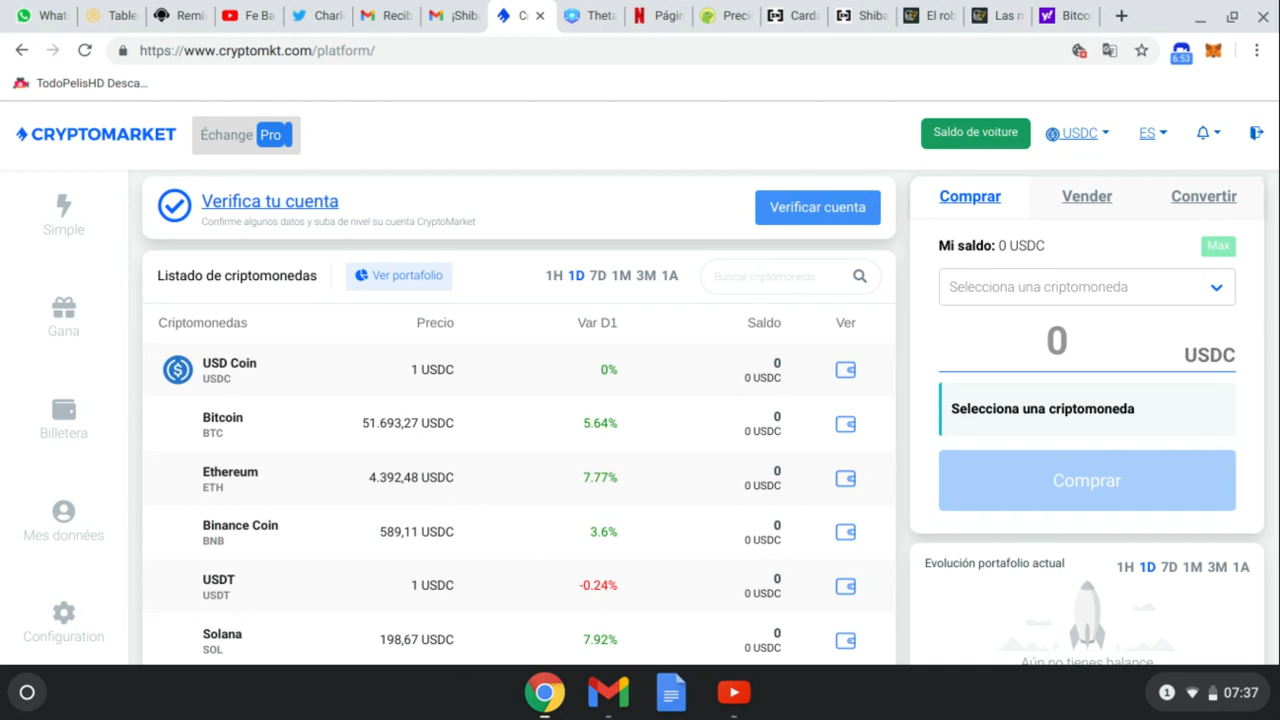 What
Table
Remi
Fe Ba
Charl
Recib
¡Shib
C
Theta
Págin
Preci
Carda
Shiba
El rob
Las n
Bitco
https://www.cryptomkt.com/platform/
6:53
TodoPelisHD Desca...
CRYPTOMARKET
Échange Pro
Saldo de voiture
USDC
ES
Simple
Gana
Billetera
Mes données
Configuration
Verifica tu cuenta
Confirme algunos datos y suba de nivel su cuenta CryptoMarket
Verificar cuenta
Listado de criptomonedas
Ver portafolio
1H 1D 7D 1M 3M 1A
Buscar criptomoneda
Criptomonedas Precio Var D1 Saldo Ver
USD Coin 1 USDC 0% 0
USDC 0 USDC
Bitcoin 51.693,27 USDC 5.64% 0
BTC 0 USDC
Ethereum 4.392,48 USDC 7.77% 0
ETH 0 USDC
Binance Coin 589,11 USDC 3.6% 0
BNB 0 USDC
USDT 1 USDC -0.24% 0
USDT 0 USDC
Solana 198,67 USDC 7.92% 0
SOL 0 USDC
Comprar Vender Convertir
Mi saldo: 0 USDC Max
Selecciona una criptomoneda
0 USDC
Selecciona una criptomoneda
Comprar
Evolución portafolio actual
1H 1D 7D 1M 3M 1A
Aún no tienes balance
1 07:37